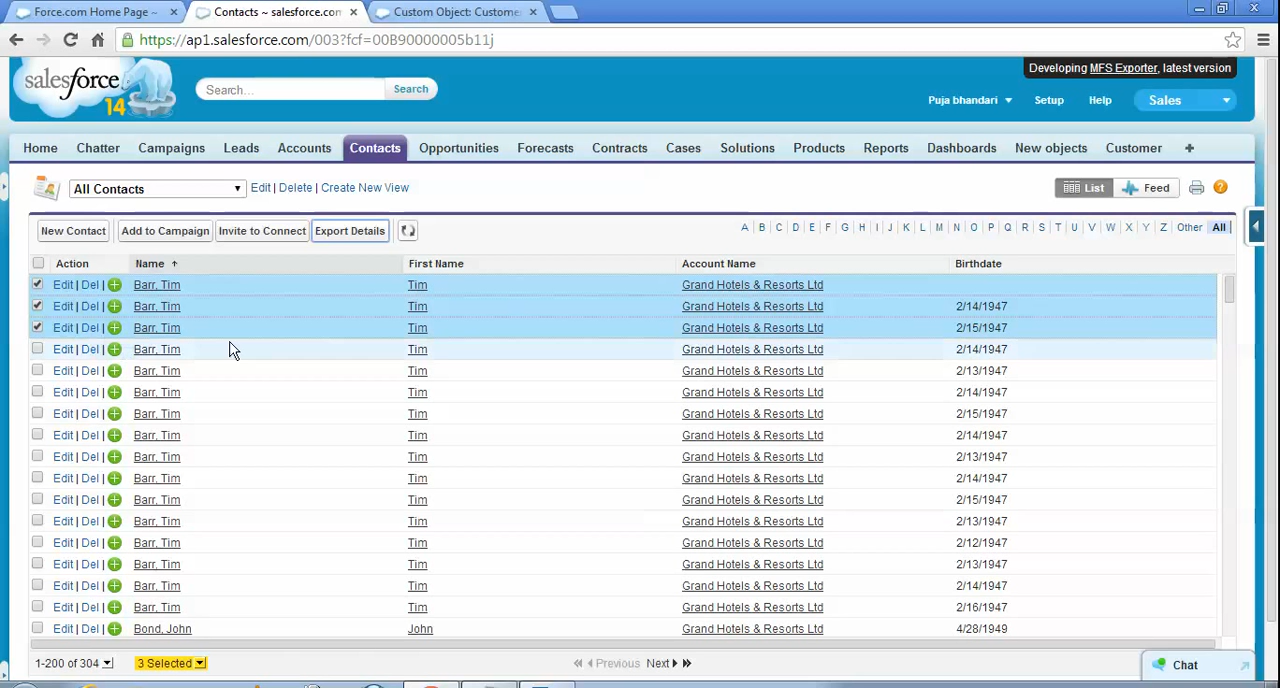 Force.com Home Page ~ Contacts ~ salesforce.com Custom Object: Custome
https://ap1.salesforce.com/003?fcf=00B90000005b11j
salesforce
14
Search... Search
Developing MFS Exporter, latest version
Puja bhandari Setup Help Sales
Home Chatter Campaigns Leads Accounts Contacts Opportunities Forecasts Contracts Cases Solutions Products Reports Dashboards New objects Customer +
All Contacts Edit | Delete | Create New View List Feed ?
New Contact Add to Campaign Invite to Connect Export Details A B C D E F G H I J K L M N O P Q R S T U V W X Y Z Other All
Action Name First Name Account Name Birthdate
Edit | Del | Barr, Tim Tim Grand Hotels & Resorts Ltd
Edit | Del | Barr, Tim Tim Grand Hotels & Resorts Ltd 2/14/1947
Edit | Del | Barr, Tim Tim Grand Hotels & Resorts Ltd 2/15/1947
Edit | Del | Barr, Tim Tim Grand Hotels & Resorts Ltd 2/14/1947
Edit | Del | Barr, Tim Tim Grand Hotels & Resorts Ltd 2/13/1947
Edit | Del | Barr, Tim Tim Grand Hotels & Resorts Ltd 2/14/1947
Edit | Del | Barr, Tim Tim Grand Hotels & Resorts Ltd 2/15/1947
Edit | Del | Barr, Tim Tim Grand Hotels & Resorts Ltd 2/14/1947
Edit | Del | Barr, Tim Tim Grand Hotels & Resorts Ltd 2/13/1947
Edit | Del | Barr, Tim Tim Grand Hotels & Resorts Ltd 2/14/1947
Edit | Del | Barr, Tim Tim Grand Hotels & Resorts Ltd 2/15/1947
Edit | Del | Barr, Tim Tim Grand Hotels & Resorts Ltd 2/13/1947
Edit | Del | Barr, Tim Tim Grand Hotels & Resorts Ltd 2/12/1947
Edit | Del | Barr, Tim Tim Grand Hotels & Resorts Ltd 2/13/1947
Edit | Del | Barr, Tim Tim Grand Hotels & Resorts Ltd 2/14/1947
Edit | Del | Barr, Tim Tim Grand Hotels & Resorts Ltd 2/16/1947
Edit | Del | Bond, John John Grand Hotels & Resorts Ltd 4/28/1949
1-200 of 304 3 Selected Previous Next Chat